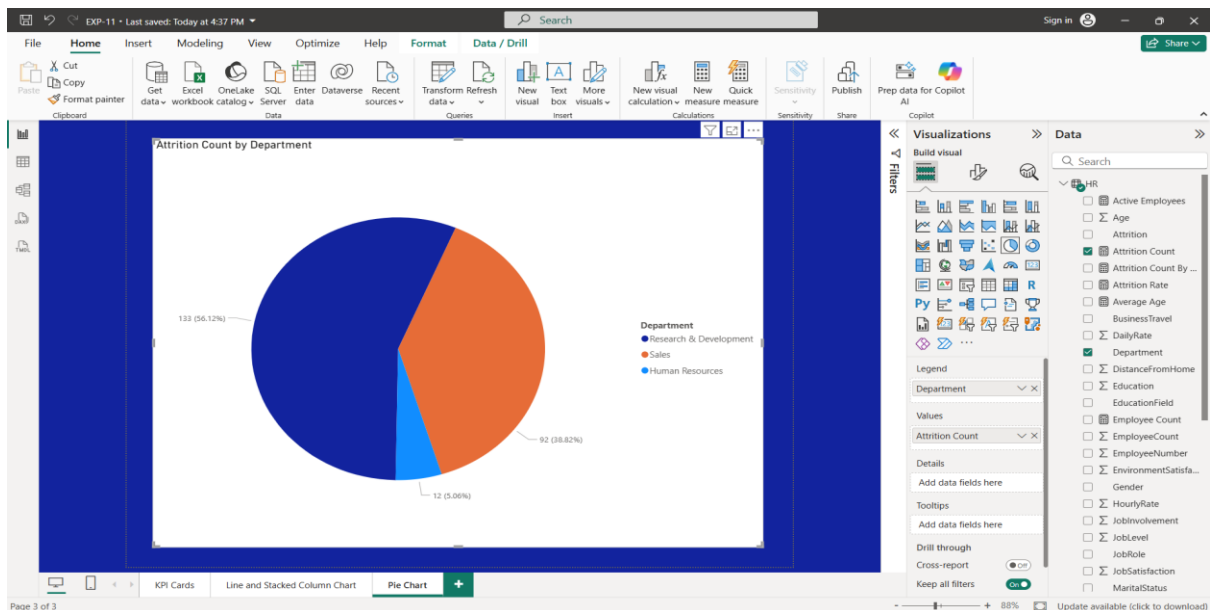 EXP-11 • Last saved: Today at 4:37 PM
Search
Sign in
File Home Insert Modeling View Optimize Help Format Data / Drill
Share
Paste
Cut
Copy
Format painter
Clipboard
Get data
Excel workbook
OneLake catalog
SQL Server
Enter data
Dataverse
Recent sources
Data
Transform data
Refresh
Queries
New visual
Text box
More visuals
Insert
New visual calculation
New measure
Quick measure
Calculations
Sensitivity
Sensitivity
Publish
Share
Prep data for Copilot
AI
Copilot
Attrition Count by Department
133 (56.12%)
92 (38.82%)
12 (5.06%)
Department
Research & Development
Sales
Human Resources
Filters
Visualizations
Build visual
R
Py
Legend
Department
Values
Attrition Count
Details
Add data fields here
Tooltips
Add data fields here
Drill through
Cross-report
Off
Keep all filters
On
Data
Search
HR
Active Employees
Age
Attrition
Attrition Count
Attrition Count By ...
Attrition Rate
Average Age
BusinessTravel
DailyRate
Department
DistanceFromHome
Education
EducationField
Employee Count
EmployeeCount
EmployeeNumber
EnvironmentSatisfa...
Gender
HourlyRate
JobInvolvement
JobLevel
JobRole
JobSatisfaction
MaritalStatus
KPI Cards
Line and Stacked Column Chart
Pie Chart
Page 3 of 3
88%
Update available (click to download)